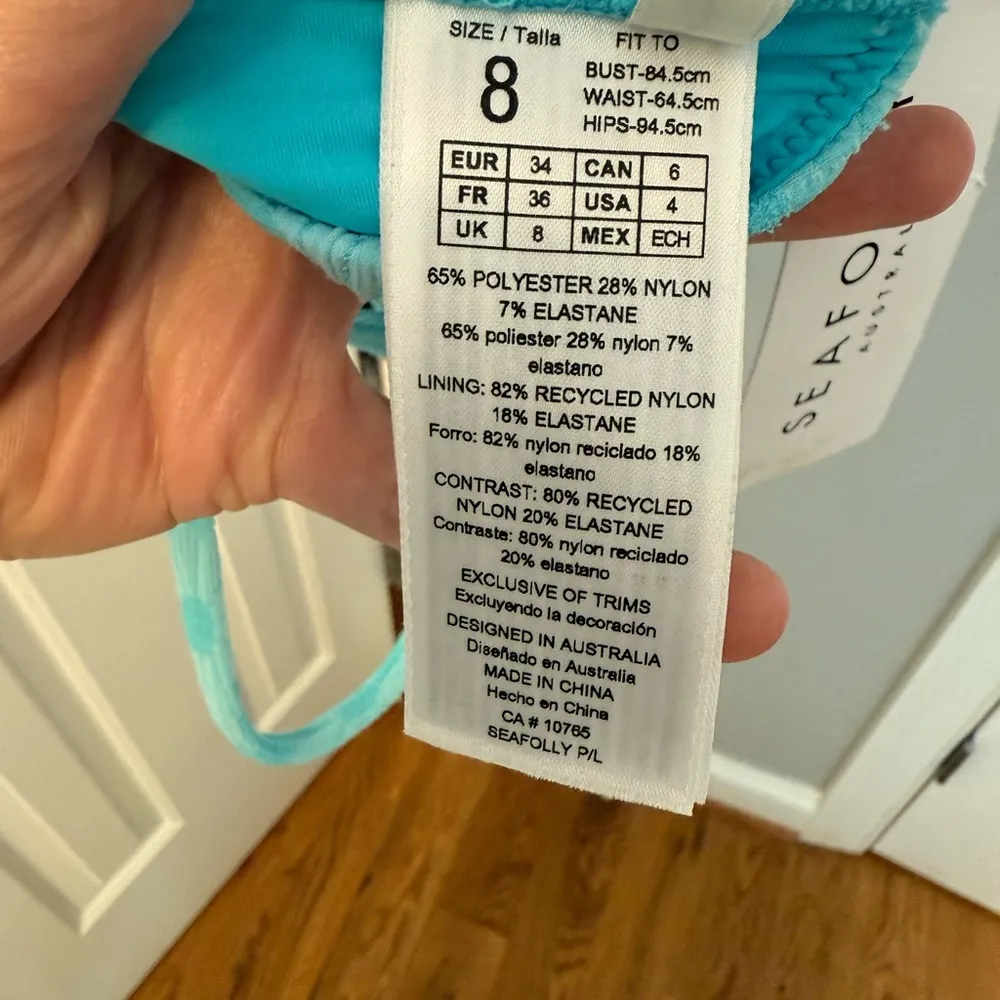 SIZE / Talla FIT TO
8
BUST-84.5cm
WAIST-64.5cm
HIPS-94.5cm
EUR 34 CAN 6
FR 36 USA 4
UK 8 MEX ECH
65% POLYESTER 28% NYLON
7% ELASTANE
65% poliester 28% nylon 7%
elastano
LINING: 82% RECYCLED NYLON
18% ELASTANE
Forro: 82% nylon reciclado 18%
elastano
CONTRAST: 80% RECYCLED
NYLON 20% ELASTANE
Contraste: 80% nylon reciclado
20% elastano
EXCLUSIVE OF TRIMS
Excluyendo la decoración
DESIGNED IN AUSTRALIA
Diseñado en Australia
MADE IN CHINA
Hecho en China
CA # 10765
SEAFOLLY P/L
SEAFO
AUSTRAL